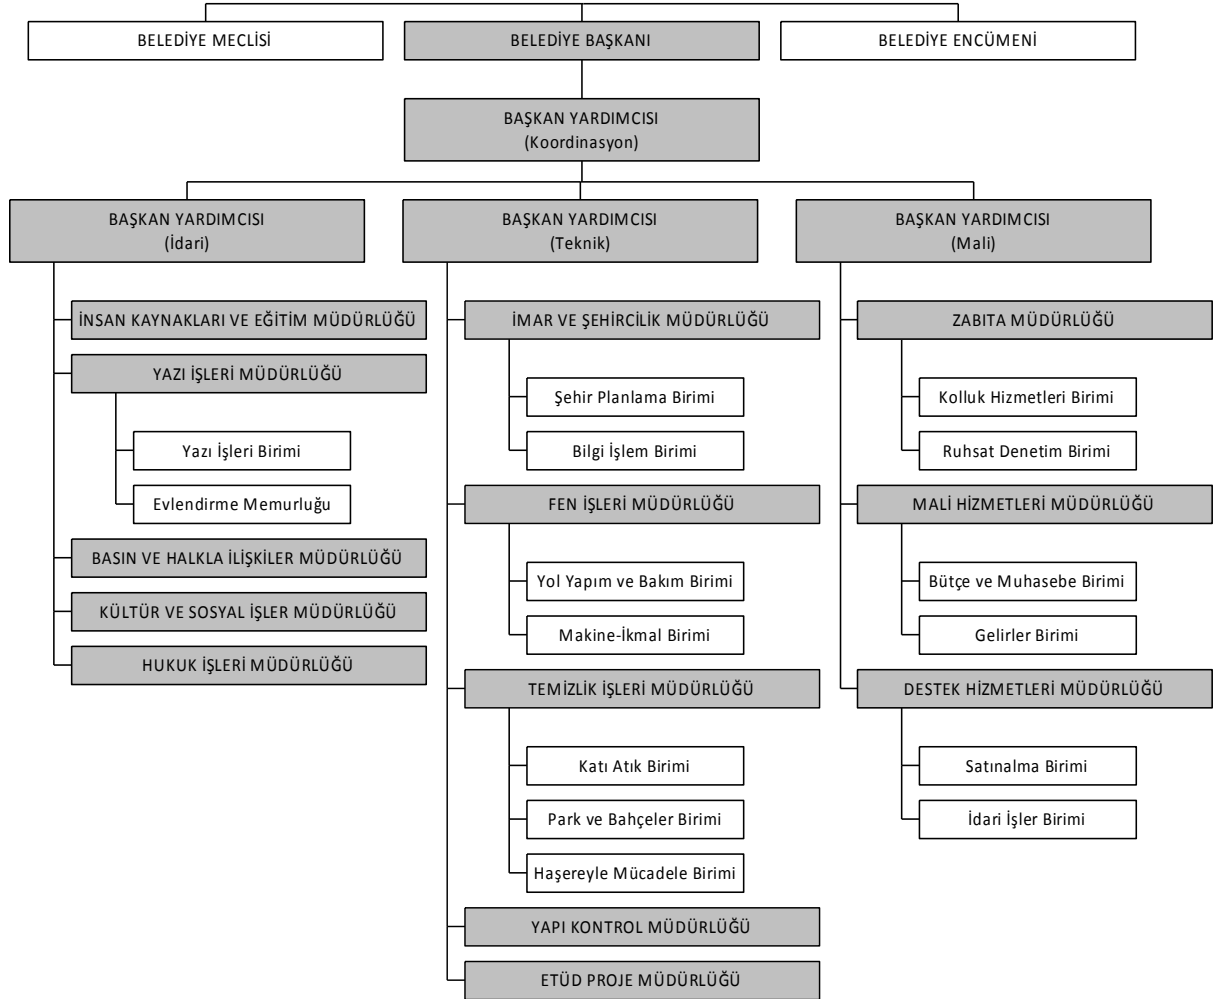 BELEDİYE MECLİSİ
BELEDİYE BAŞKANI
BELEDİYE ENCÜMENİ
BAŞKAN YARDIMCISI
(Koordinasyon)
BAŞKAN YARDIMCISI
(İdari)
İNSAN KAYNAKLARI VE EĞİTİM MÜDÜRLÜĞÜ
YAZI İŞLERİ MÜDÜRLÜĞÜ
Yazı İşleri Birimi
Evlendirme Memurluğu
BASIN VE HALKLA İLİŞKİLER MÜDÜRLÜĞÜ
KÜLTÜR VE SOSYAL İŞLER MÜDÜRLÜĞÜ
HUKUK İŞLERİ MÜDÜRLÜĞÜ
BAŞKAN YARDIMCISI
(Teknik)
İMAR VE ŞEHİRCİLİK MÜDÜRLÜĞÜ
Şehir Planlama Birimi
Bilgi İşlem Birimi
FEN İŞLERİ MÜDÜRLÜĞÜ
Yol Yapım ve Bakım Birimi
Makine-İkmal Birimi
TEMİZLİK İŞLERİ MÜDÜRLÜĞÜ
Katı Atık Birimi
Park ve Bahçeler Birimi
Haşereyle Mücadele Birimi
YAPI KONTROL MÜDÜRLÜĞÜ
ETÜD PROJE MÜDÜRLÜĞÜ
BAŞKAN YARDIMCISI
(Mali)
ZABITA MÜDÜRLÜĞÜ
Kolluk Hizmetleri Birimi
Ruhsat Denetim Birimi
MALİ HİZMETLERİ MÜDÜRLÜĞÜ
Bütçe ve Muhasebe Birimi
Gelirler Birimi
DESTEK HİZMETLERİ MÜDÜRLÜĞÜ
Satınalma Birimi
İdari İşler Birimi